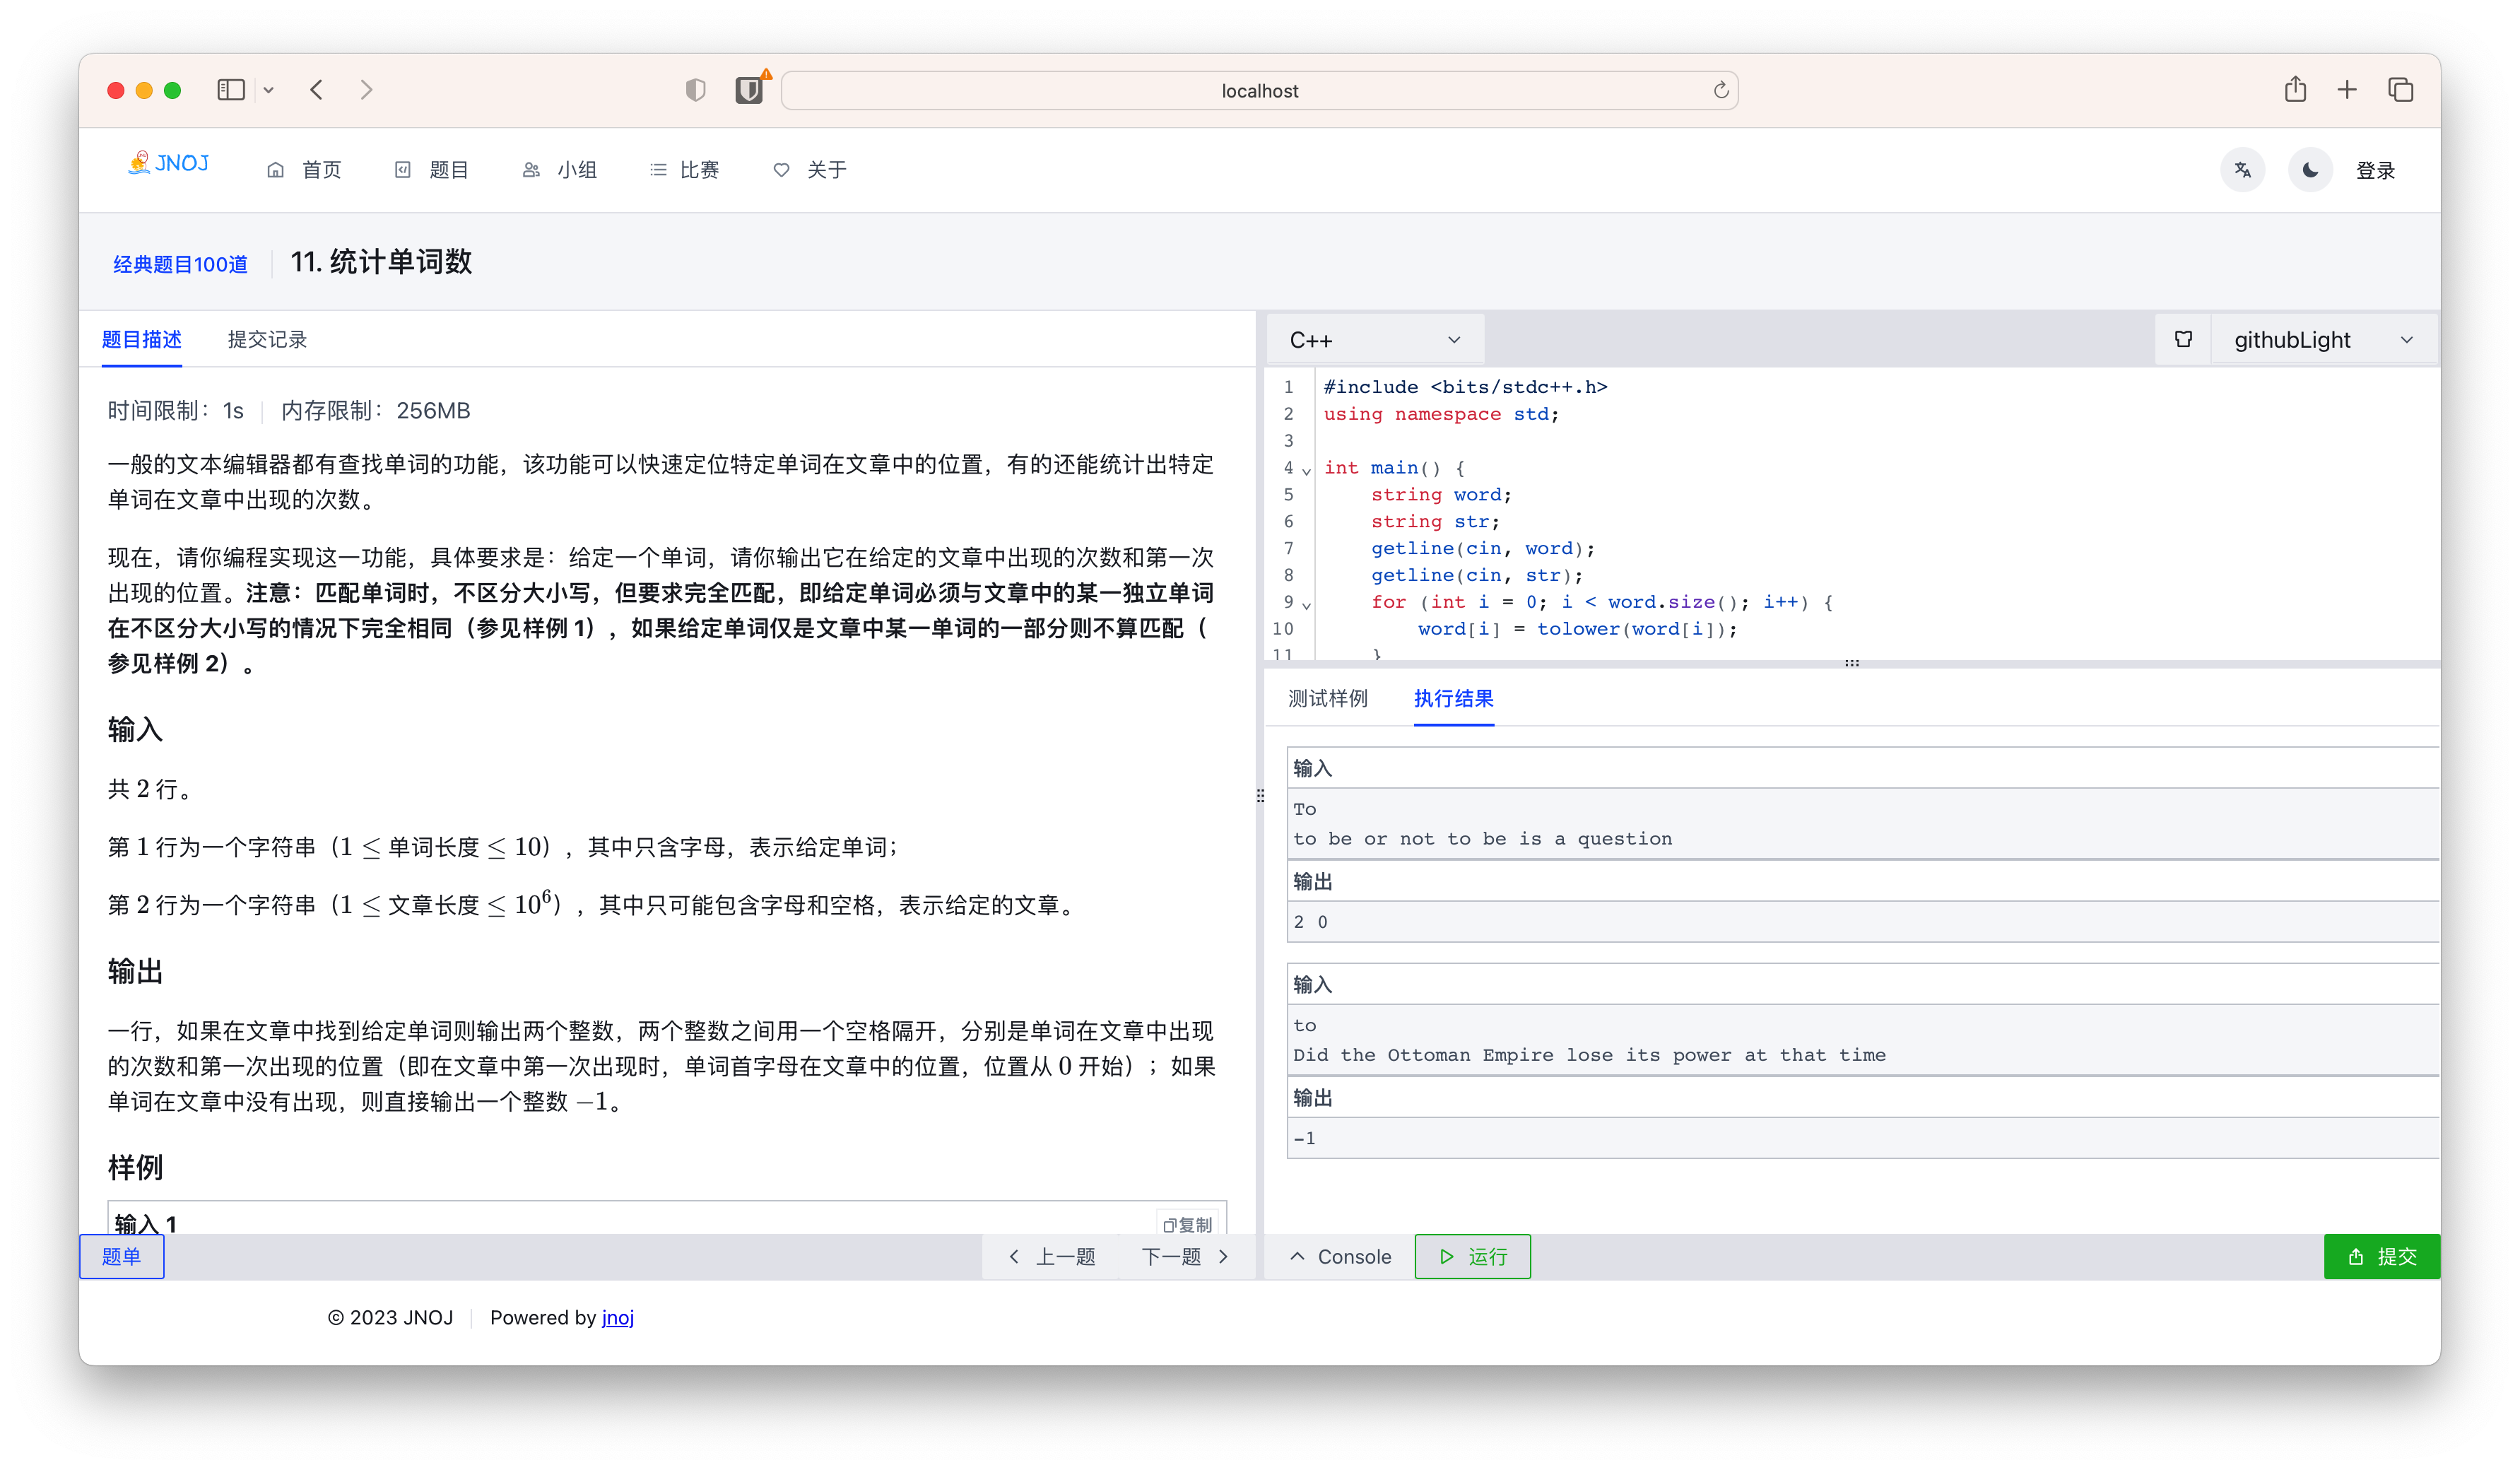 localhost
JNOJ
首页
题目
小组
比赛
关于
登录
经典题目100道
11. 统计单词数
题目描述
提交记录
时间限制：1s
内存限制：256MB
一般的文本编辑器都有查找单词的功能，该功能可以快速定位特定单词在文章中的位置，有的还能统计出特定
单词在文章中出现的次数。
现在，请你编程实现这一功能，具体要求是：给定一个单词，请你输出它在给定的文章中出现的次数和第一次
出现的位置。注意：匹配单词时，不区分大小写，但要求完全匹配，即给定单词必须与文章中的某一独立单词
在不区分大小写的情况下完全相同（参见样例 1），如果给定单词仅是文章中某一单词的一部分则不算匹配（
参见样例 2）。
输入
共 2 行。
第 1 行为一个字符串（1 ≤ 单词长度 ≤ 10），其中只含字母，表示给定单词；
第 2 行为一个字符串（1 ≤ 文章长度 ≤ 10^6），其中只可能包含字母和空格，表示给定的文章。
输出
一行，如果在文章中找到给定单词则输出两个整数，两个整数之间用一个空格隔开，分别是单词在文章中出现
的次数和第一次出现的位置（即在文章中第一次出现时，单词首字母在文章中的位置，位置从 0 开始）；如果
单词在文章中没有出现，则直接输出一个整数 −1。
样例
输入 1
复制
题单
上一题
下一题
C++
githubLight
1 #include <bits/stdc++.h>
2 using namespace std;
3
4 int main() {
5 string word;
6 string str;
7 getline(cin, word);
8 getline(cin, str);
9 for (int i = 0; i < word.size(); i++) {
10 word[i] = tolower(word[i]);
11 }
测试样例
执行结果
输入
To
to be or not to be is a question
输出
2 0
输入
to
Did the Ottoman Empire lose its power at that time
输出
-1
Console
运行
提交
© 2023 JNOJ
Powered by jnoj